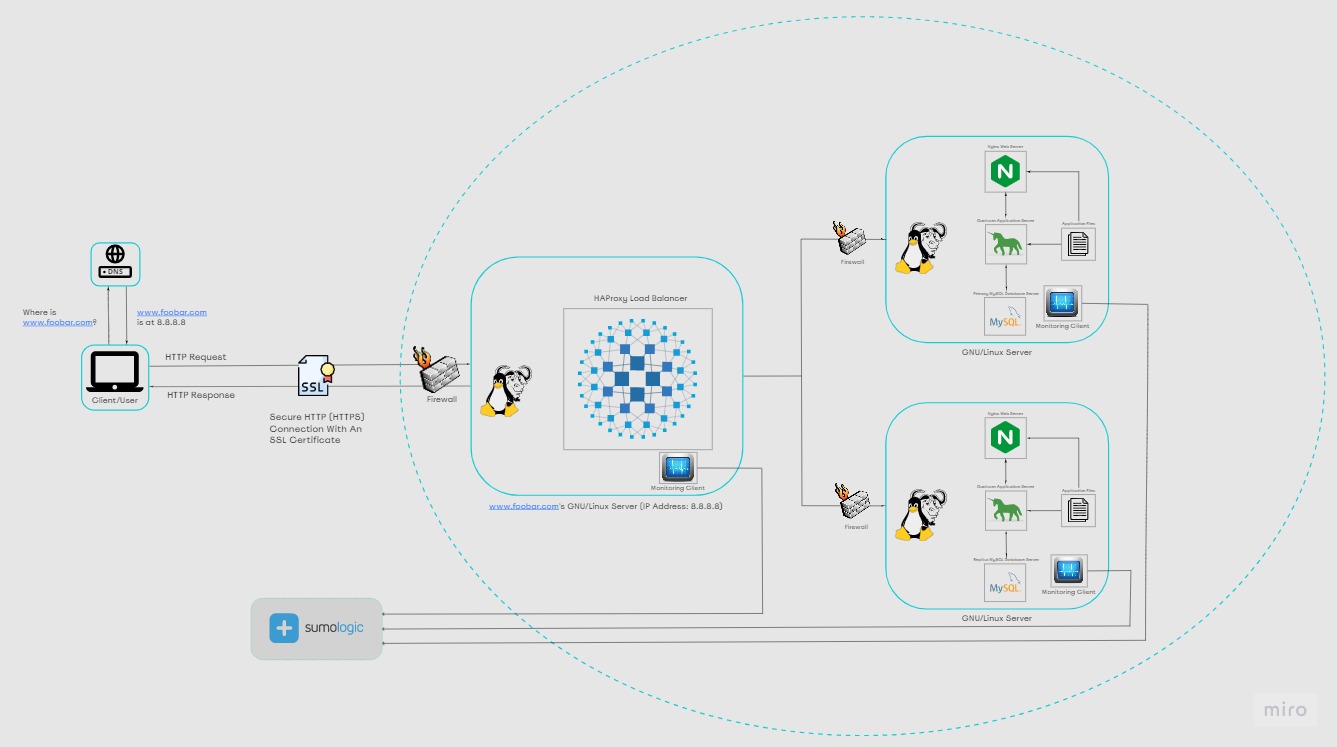 DNS
Where is
www.foobar.com?
www.foobar.com
is at 8.8.8.8
Client/User
HTTP Request
HTTP Response
SSL
Secure HTTP (HTTPS)
Connection With An
SSL Certificate
Firewall
HAProxy Load Balancer
Monitoring Client
www.foobar.com's GNU/Linux Server (IP Address: 8.8.8.8)
Firewall
Nginx Web Server
N
Application Server
Application Files
Primary MySQL Database Server
MySQL
Monitoring Client
GNU/Linux Server
Firewall
Nginx Web Server
N
Application Server
Application Files
Replica MySQL Database Server
MySQL
Monitoring Client
GNU/Linux Server
sumologic
miro